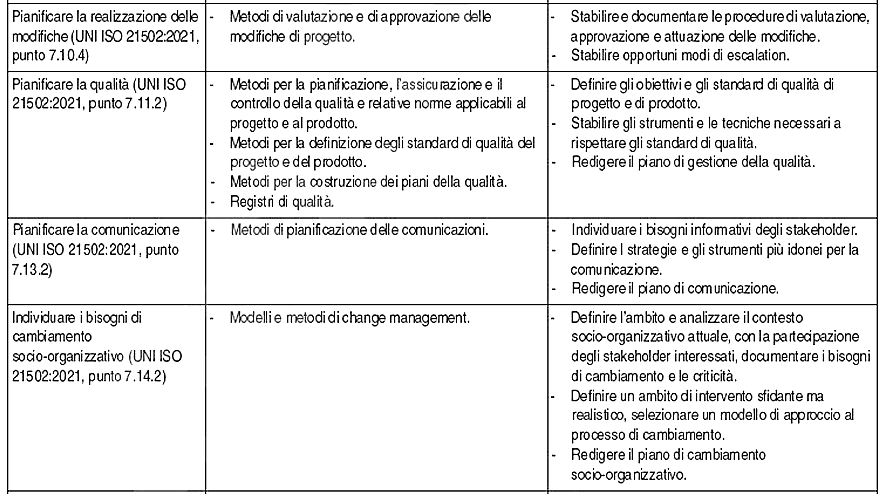 Pianificare la realizzazione delle
modifiche (UNI ISO 21502:2021,
punto 7.10.4)
- Metodi di valutazione e di approvazione delle
modifiche di progetto.
- Stabilire e documentare le procedure di valutazione,
approvazione e attuazione delle modifiche.
- Stabilire opportuni modi di escalation.
Pianificare la qualità (UNI ISO
21502:2021, punto 7.11.2)
- Metodi per la pianificazione, l'assicurazione e il
controllo della qualità e relative norme applicabili al
progetto e al prodotto.
- Metodi per la definizione degli standard di qualità del
progetto e del prodotto.
- Metodi per la costruzione dei piani della qualità.
- Registri di qualità.
- Definire gli obiettivi e gli standard di qualità di
progetto e di prodotto.
- Stabilire gli strumenti e le tecniche necessari a
rispettare gli standard di qualità.
- Redigere il piano di gestione della qualità.
Pianificare la comunicazione
(UNI ISO 21502:2021, punto
7.13.2)
- Metodi di pianificazione delle comunicazioni.
- Individuare i bisogni informativi degli stakeholder.
- Definire I strategie e gli strumenti più idonei per la
comunicazione.
- Redigere il piano di comunicazione.
Individuare i bisogni di
cambiamento
socio-organizzativo (UNI ISO
21502:2021, punto 7.14.2)
- Modelli e metodi di change management.
- Definire l'ambito e analizzare il contesto
socio-organizzativo attuale, con la partecipazione
degli stakeholder interessati, documentare i bisogni
di cambiamento e le criticità.
- Definire un ambito di intervento sfidante ma
realistico, selezionare un modello di approccio al
processo di cambiamento.
- Redigere il piano di cambiamento
socio-organizzativo.